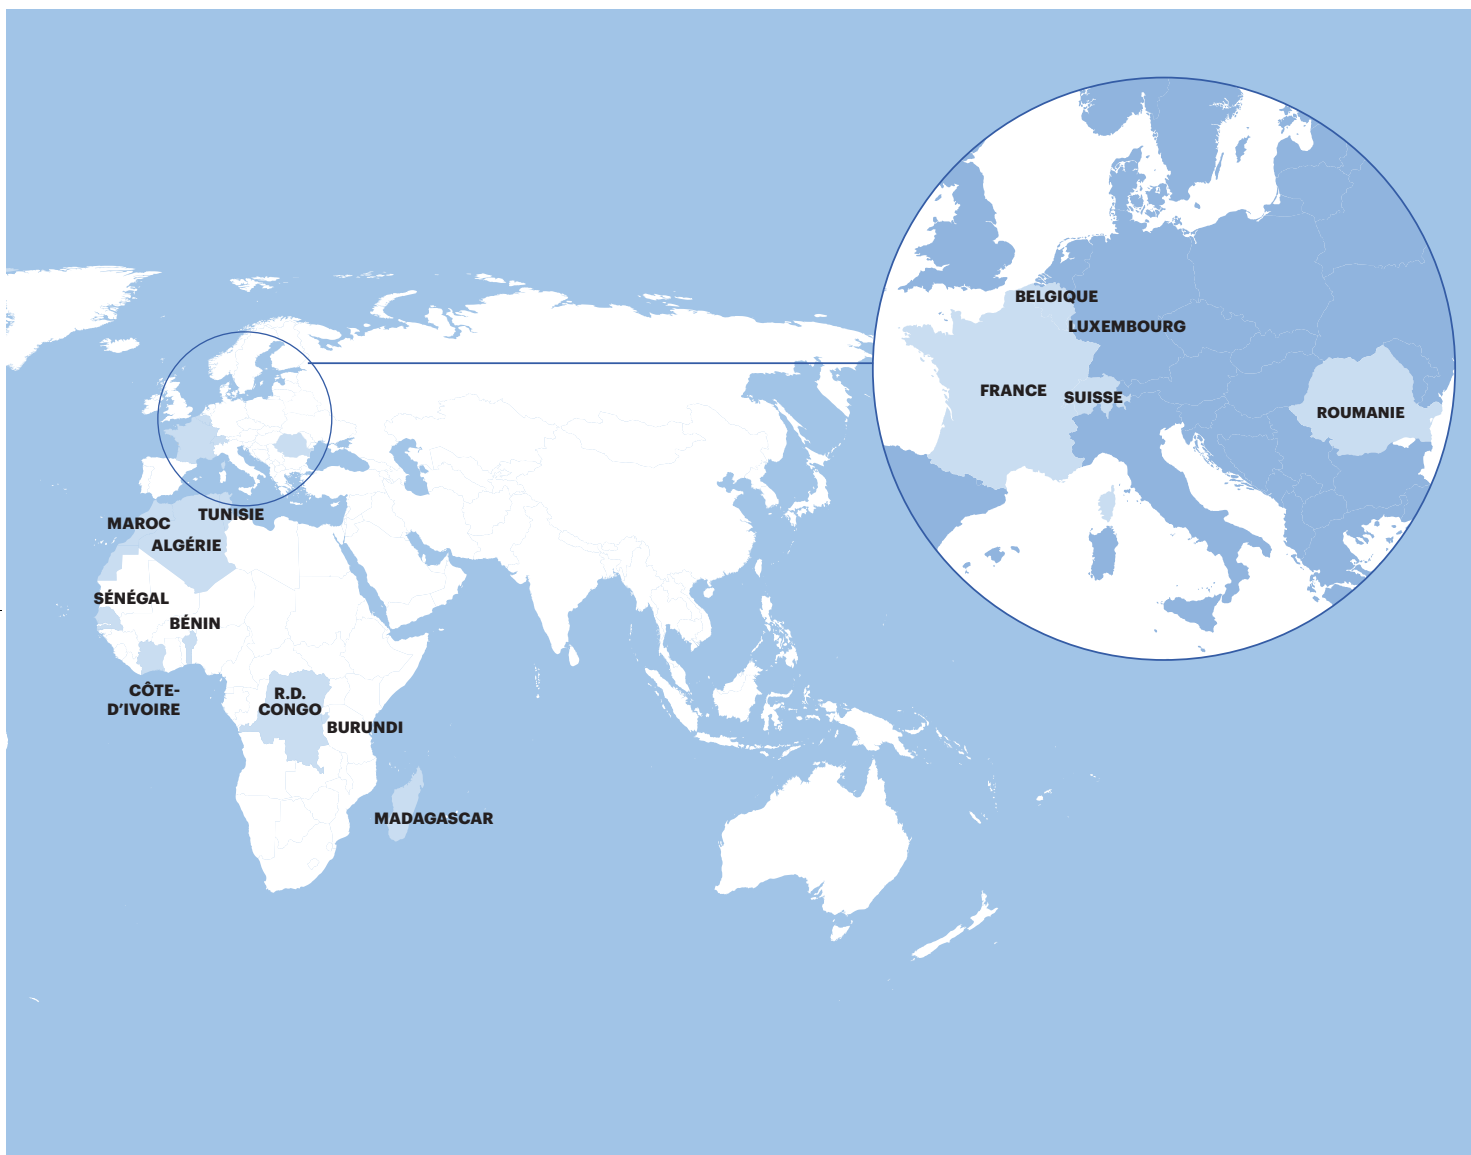 BELGIQUE
LUXEMBOURG
FRANCE
SUISSE
ROUMANIE
TUNISIE
MAROC
ALGÉRIE
SÉNÉGAL
BÉNIN
CÔTE-
D'IVOIRE
R.D.
CONGO
BURUNDI
MADAGASCAR